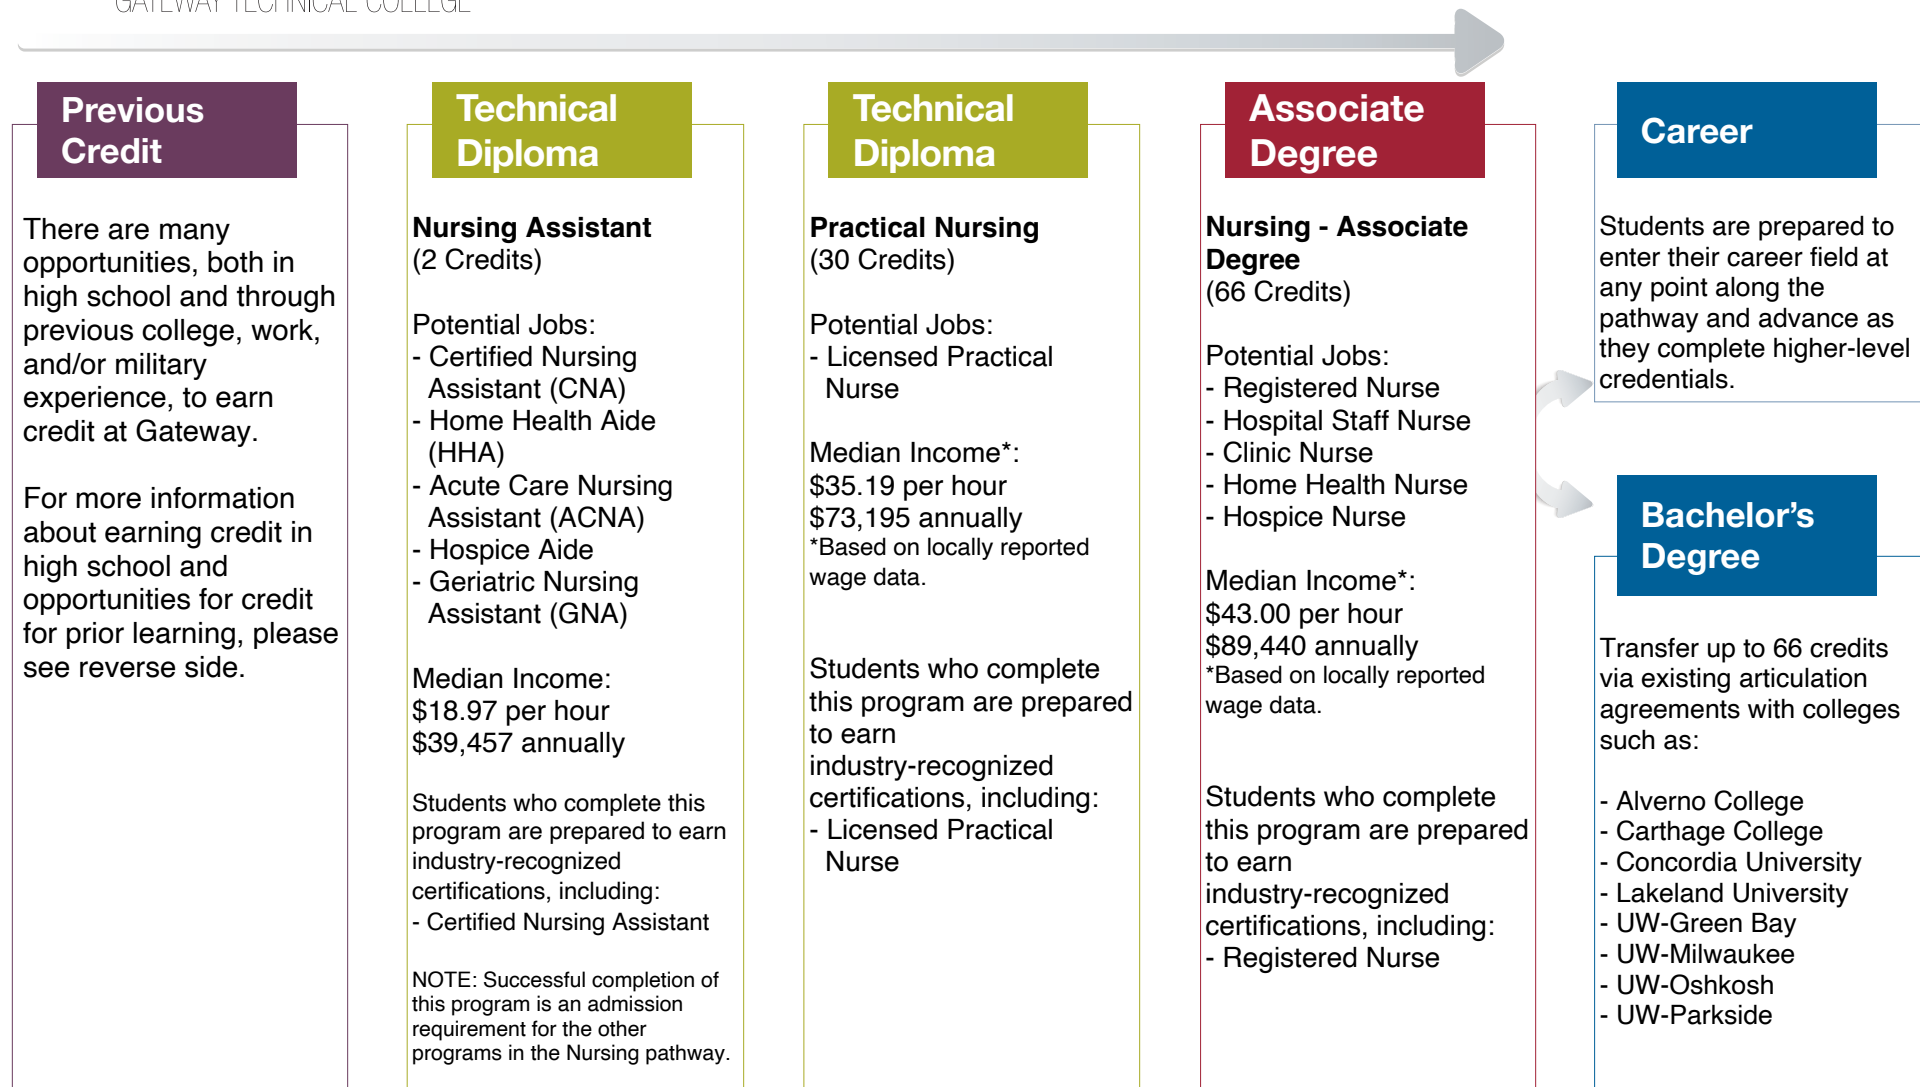 GATEWAY TECHNICAL COLLEGE
Previous
Credit
There are many
opportunities, both in
high school and through
previous college, work,
and/or military
experience, to earn
credit at Gateway.
For more information
about earning credit in
high school and
opportunities for credit
for prior learning, please
see reverse side.
Technical
Diploma
Nursing Assistant
(2 Credits)
Potential Jobs:
- Certified Nursing
Assistant (CNA)
- Home Health Aide
(HHA)
- Acute Care Nursing
Assistant (ACNA)
- Hospice Aide
- Geriatric Nursing
Assistant (GNA)
Median Income:
$18.97 per hour
$39,457 annually
Students who complete this
program are prepared to earn
industry-recognized
certifications, including:
- Certified Nursing Assistant
NOTE: Successful completion of
this program is an admission
requirement for the other
programs in the Nursing pathway.
Technical
Diploma
Practical Nursing
(30 Credits)
Potential Jobs:
- Licensed Practical
Nurse
Median Income*:
$35.19 per hour
$73,195 annually
*Based on locally reported
wage data.
Students who complete
this program are prepared
to earn
industry-recognized
certifications, including:
- Licensed Practical
Nurse
Associate
Degree
Nursing - Associate
Degree
(66 Credits)
Potential Jobs:
- Registered Nurse
- Hospital Staff Nurse
- Clinic Nurse
- Home Health Nurse
- Hospice Nurse
Median Income*:
$43.00 per hour
$89,440 annually
*Based on locally reported
wage data.
Students who complete
this program are prepared
to earn
industry-recognized
certifications, including:
- Registered Nurse
Career
Students are prepared to
enter their career field at
any point along the
pathway and advance as
they complete higher-level
credentials.
Bachelor's
Degree
Transfer up to 66 credits
via existing articulation
agreements with colleges
such as:
- Alverno College
- Carthage College
- Concordia University
- Lakeland University
- UW-Green Bay
- UW-Milwaukee
- UW-Oshkosh
- UW-Parkside